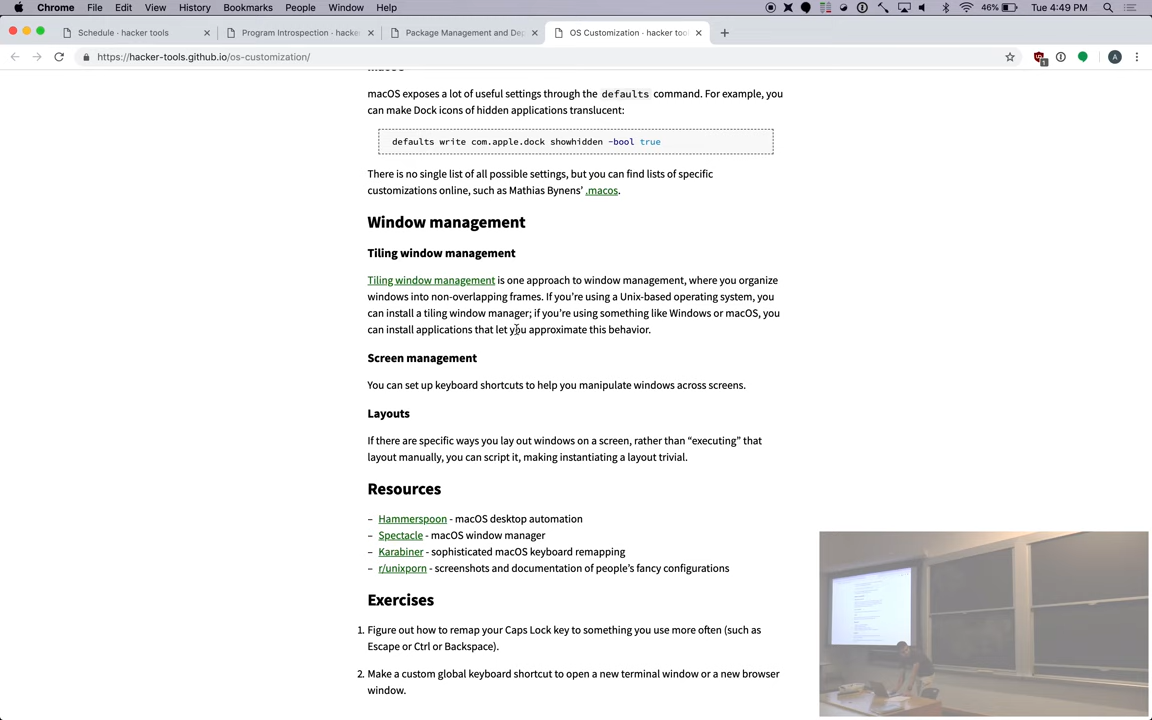 Chrome File Edit View History Bookmarks People Window Help 46% Tue 4:49 PM
Schedule - hacker tools
Program Introspection - hacke
Package Management and De
OS Customization - hacker too
https://hacker-tools.github.io/os-customization/
macOS exposes a lot of useful settings through the defaults command. For example, you
can make Dock icons of hidden applications translucent:
defaults write com.apple.dock showhidden -bool true
There is no single list of all possible settings, but you can find lists of specific
customizations online, such as Mathias Bynens’ .macos.
Window management
Tiling window management
Tiling window management is one approach to window management, where you organize
windows into non-overlapping frames. If you’re using a Unix-based operating system, you
can install a tiling window manager; if you’re using something like Windows or macOS, you
can install applications that let you approximate this behavior.
Screen management
You can set up keyboard shortcuts to help you manipulate windows across screens.
Layouts
If there are specific ways you lay out windows on a screen, rather than “executing” that
layout manually, you can script it, making instantiating a layout trivial.
Resources
– Hammerspoon - macOS desktop automation
– Spectacle - macOS window manager
– Karabiner - sophisticated macOS keyboard remapping
– r/unixporn - screenshots and documentation of people’s fancy configurations
Exercises
1. Figure out how to remap your Caps Lock key to something you use more often (such as
Escape or Ctrl or Backspace).
2. Make a custom global keyboard shortcut to open a new terminal window or a new browser
window.